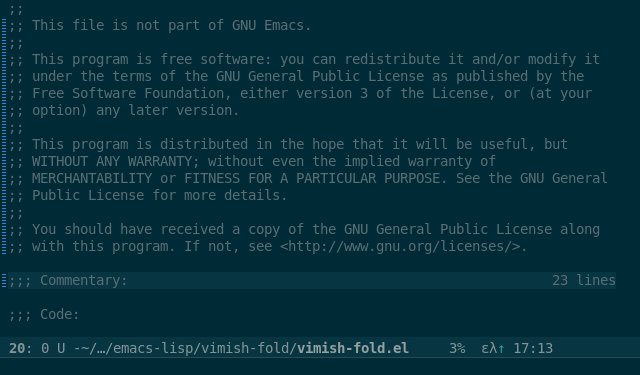 ;;
;; This file is not part of GNU Emacs.
;;
;; This program is free software: you can redistribute it and/or modify it
;; under the terms of the GNU General Public License as published by the
;; Free Software Foundation, either version 3 of the License, or (at your
;; option) any later version.
;;
;; This program is distributed in the hope that it will be useful, but
;; WITHOUT ANY WARRANTY; without even the implied warranty of
;; MERCHANTABILITY or FITNESS FOR A PARTICULAR PURPOSE. See the GNU General
;; Public License for more details.
;;
;; You should have received a copy of the GNU General Public License along
;; with this program. If not, see <http://www.gnu.org/licenses/>.
;;; Commentary: 23 lines
;;; Code:
20: 0 U -~/…/emacs-lisp/vimish-fold/vimish-fold.el 3% ελ↑ 17:13